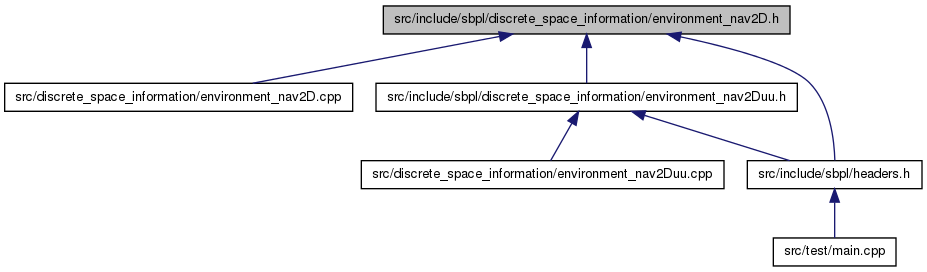 src/include/sbpl/discrete_space_information/environment_nav2D.h
src/discrete_space_information/environment_nav2D.cpp
src/include/sbpl/discrete_space_information/environment_nav2Duu.h
src/discrete_space_information/environment_nav2Duu.cpp
src/include/sbpl/headers.h
src/test/main.cpp